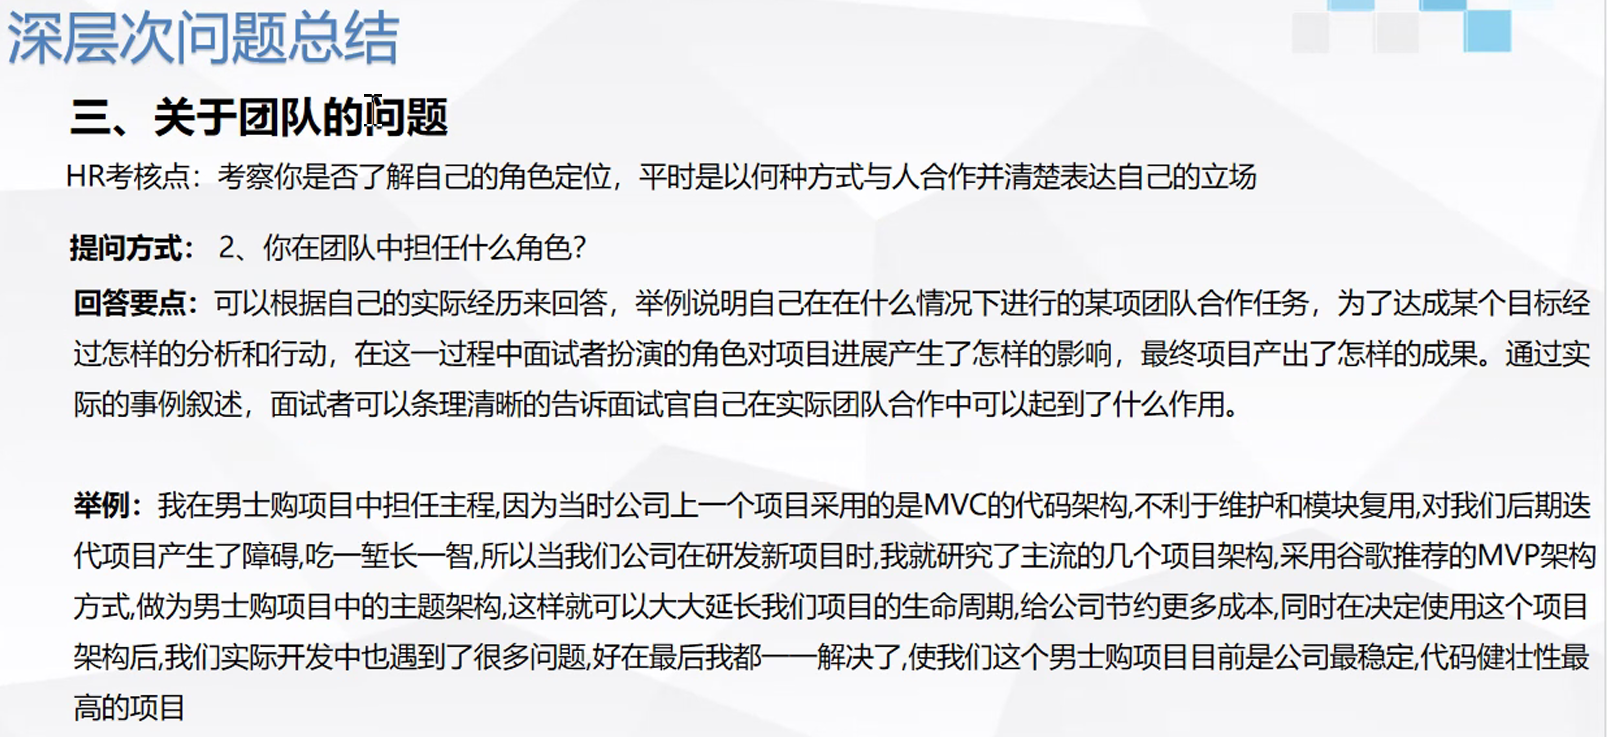 深层次问题总结
三、关于团队的问题
HR考核点：考察你是否了解自己的角色定位，平时是以何种方式与人合作并清楚表达自己的立场
提问方式： 2、你在团队中担任什么角色？
回答要点：可以根据自己的实际经历来回答，举例说明自己在在什么情况下进行的某项团队合作任务，为了达成某个目标经
过怎样的分析和行动，在这一过程中面试者扮演的角色对项目进展产生了怎样的影响，最终项目产出了怎样的成果。通过实
际的事例叙述，面试者可以条理清晰的告诉面试官自己在实际团队合作中可以起到了什么作用。
举例：我在男士购项目中担任主程,因为当时公司上一个项目采用的是MVC的代码架构,不利于维护和模块复用,对我们后期迭
代项目产生了障碍,吃一堑长一智,所以当我们公司在研发新项目时,我就研究了主流的几个项目架构,采用谷歌推荐的MVP架构
方式,做为男士购项目中的主题架构,这样就可以大大延长我们项目的生命周期,给公司节约更多成本,同时在决定使用这个项目
架构后,我们实际开发中也遇到了很多问题,好在最后我都一一解决了,使我们这个男士购项目目前是公司最稳定,代码健壮性最
高的项目